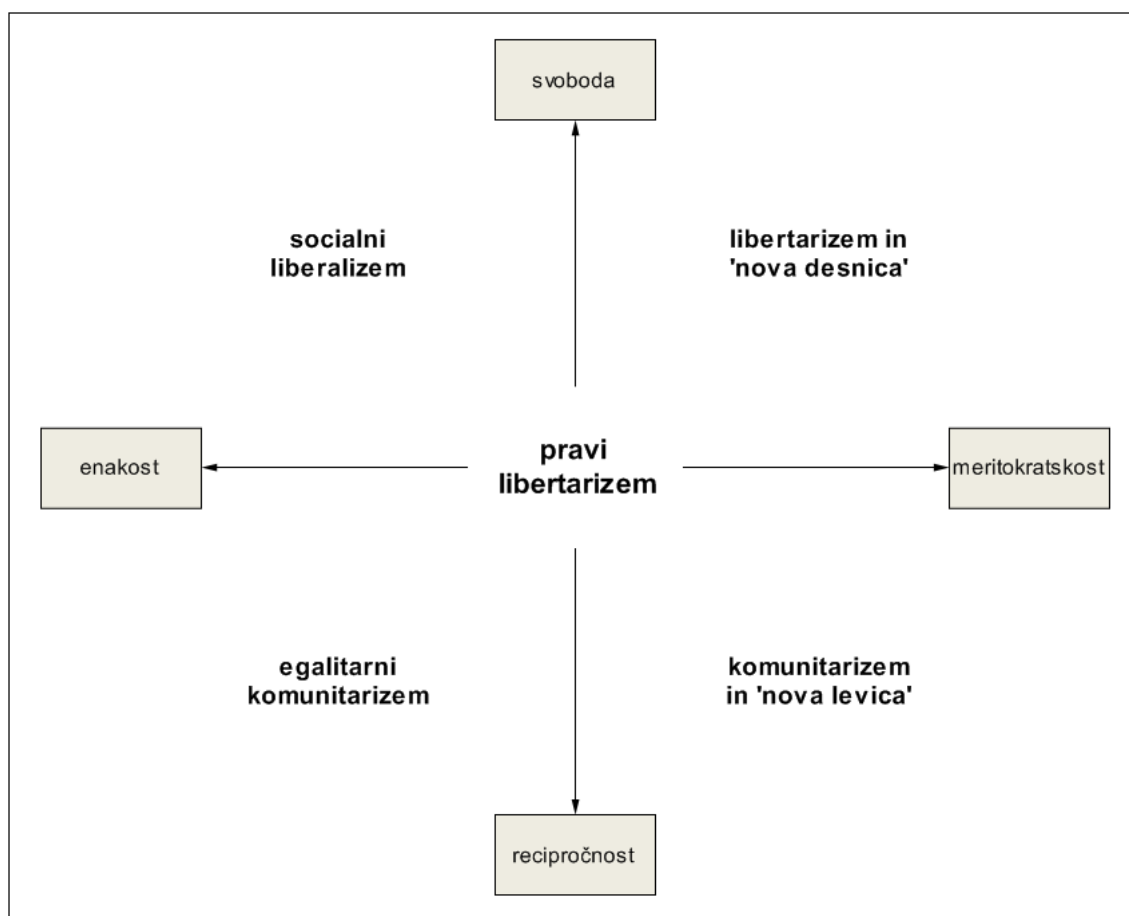 svoboda
socialni
liberalizem
libertarizem in
'nova desnica'
enakost
pravi
libertarizem
meritokratskost
egalitarni
komunitarizem
komunitarizem
in 'nova levica'
recipročnost